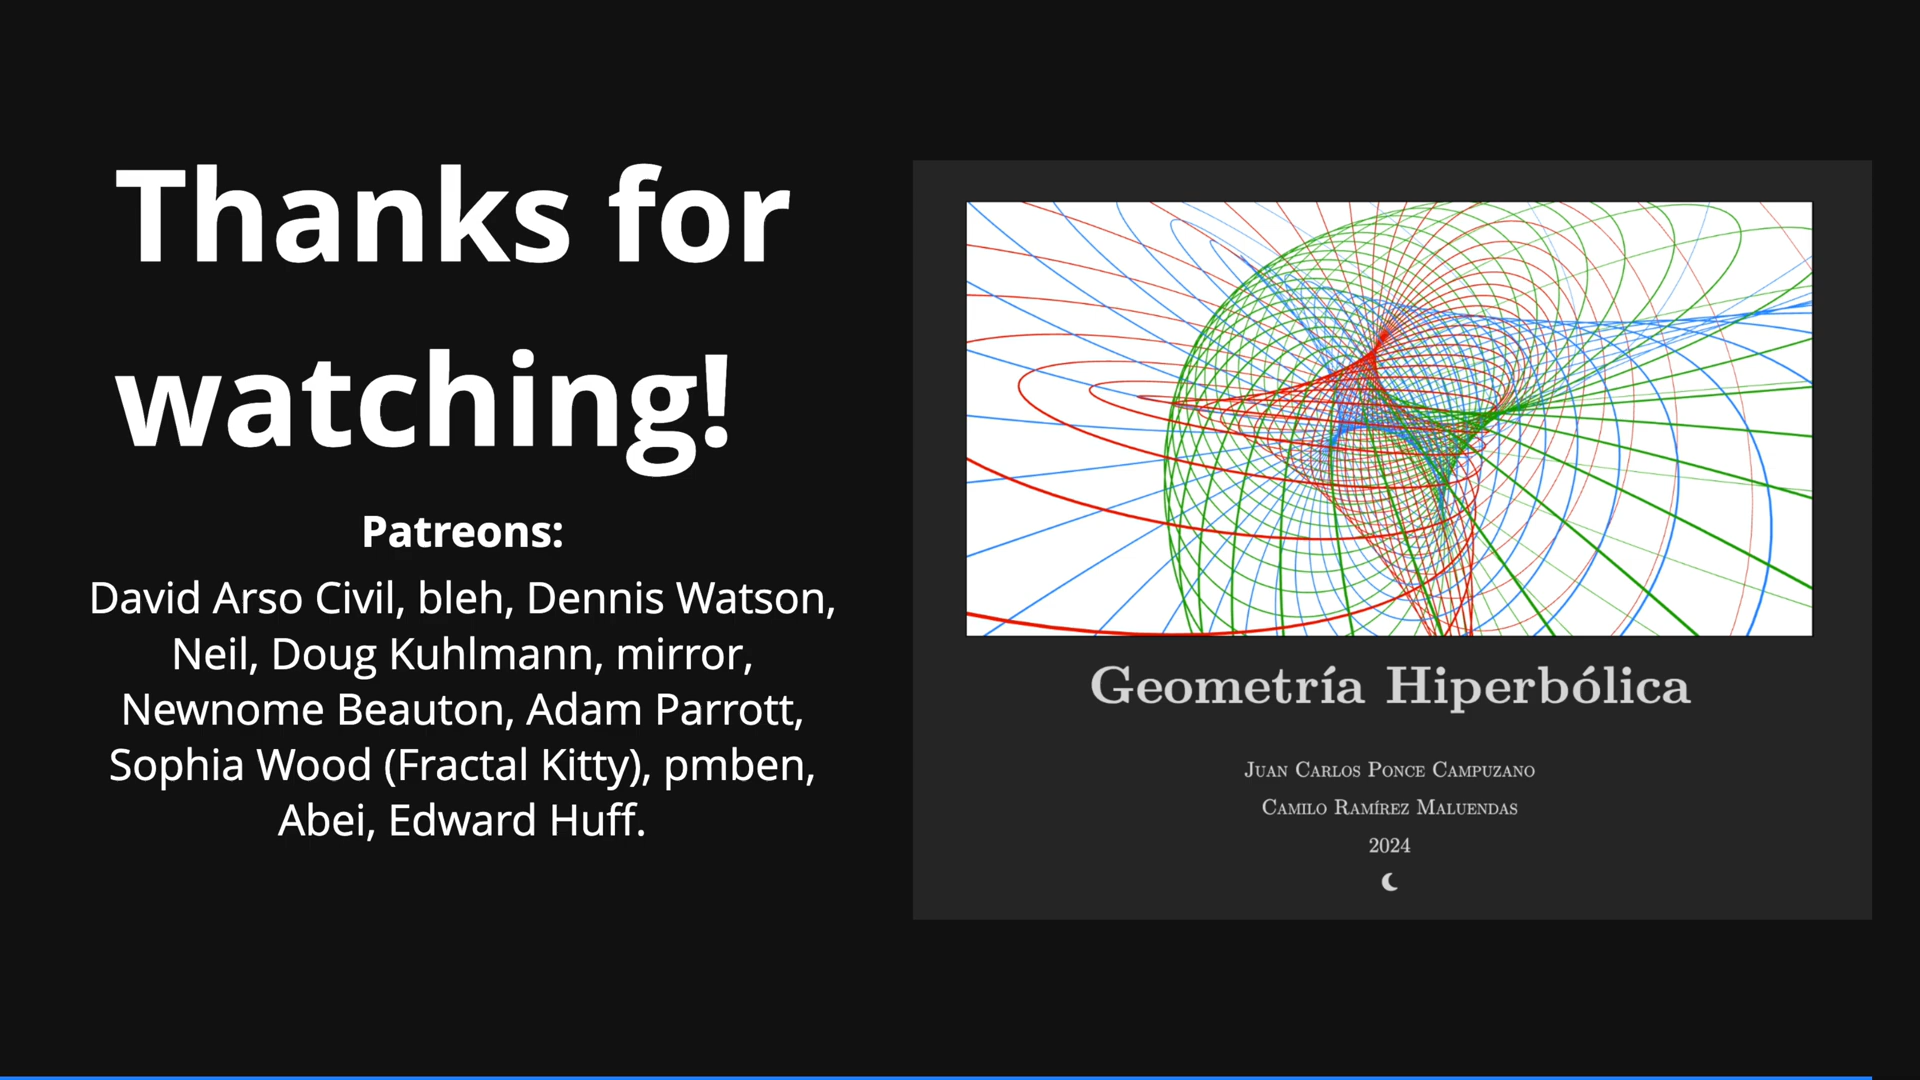 Thanks for
watching!
Patreons:
David Arso Civil, bleh, Dennis Watson,
Neil, Doug Kuhlmann, mirror,
Newnome Beauton, Adam Parrott,
Sophia Wood (Fractal Kitty), pmben,
Abei, Edward Huff.
Geometría Hiperbólica
Juan Carlos Ponce Campuzano
Camilo Ramírez Maluendas
2024